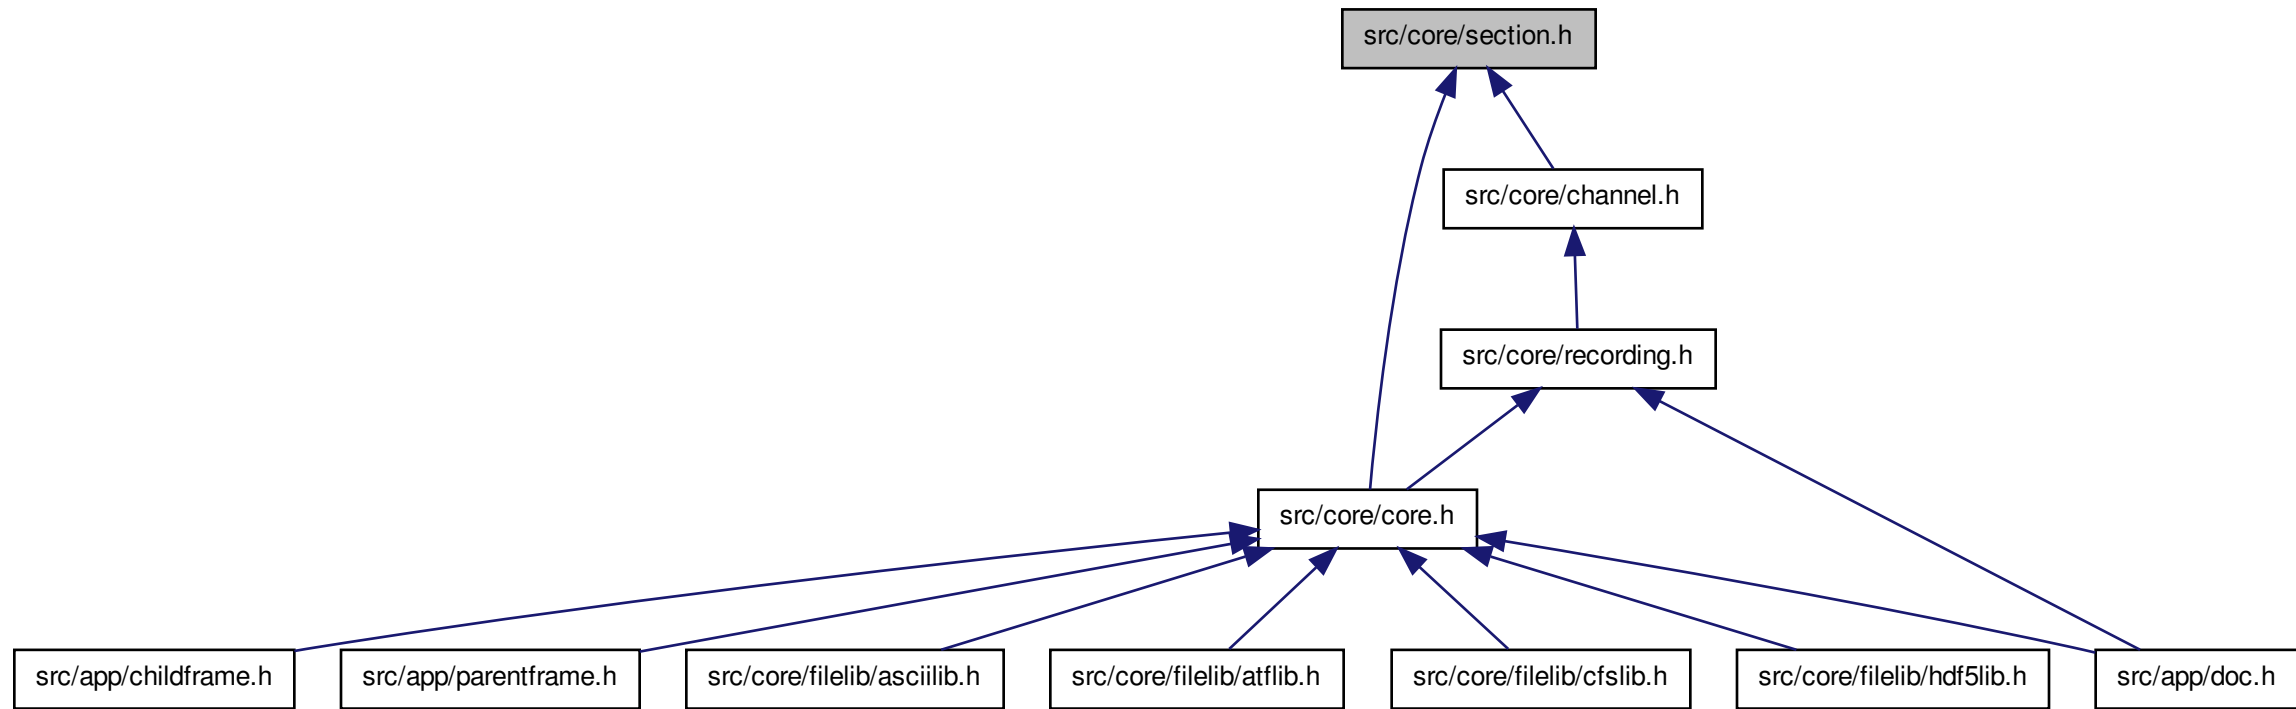 src/core/section.h
src/core/channel.h
src/core/recording.h
src/core/core.h
src/app/childframe.h
src/app/parentframe.h
src/core/filelib/asciilib.h
src/core/filelib/atflib.h
src/core/filelib/cfslib.h
src/core/filelib/hdf5lib.h
src/app/doc.h